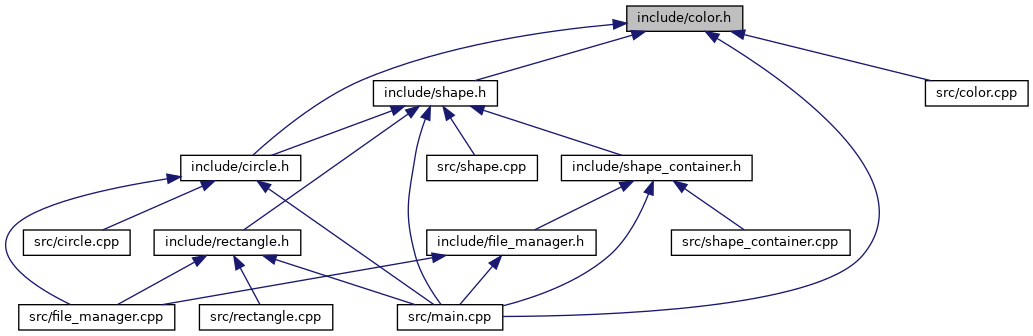 include/color.h
include/shape.h
src/color.cpp
include/circle.h
src/shape.cpp
include/shape_container.h
src/circle.cpp
include/rectangle.h
include/file_manager.h
src/shape_container.cpp
src/file_manager.cpp
src/rectangle.cpp
src/main.cpp